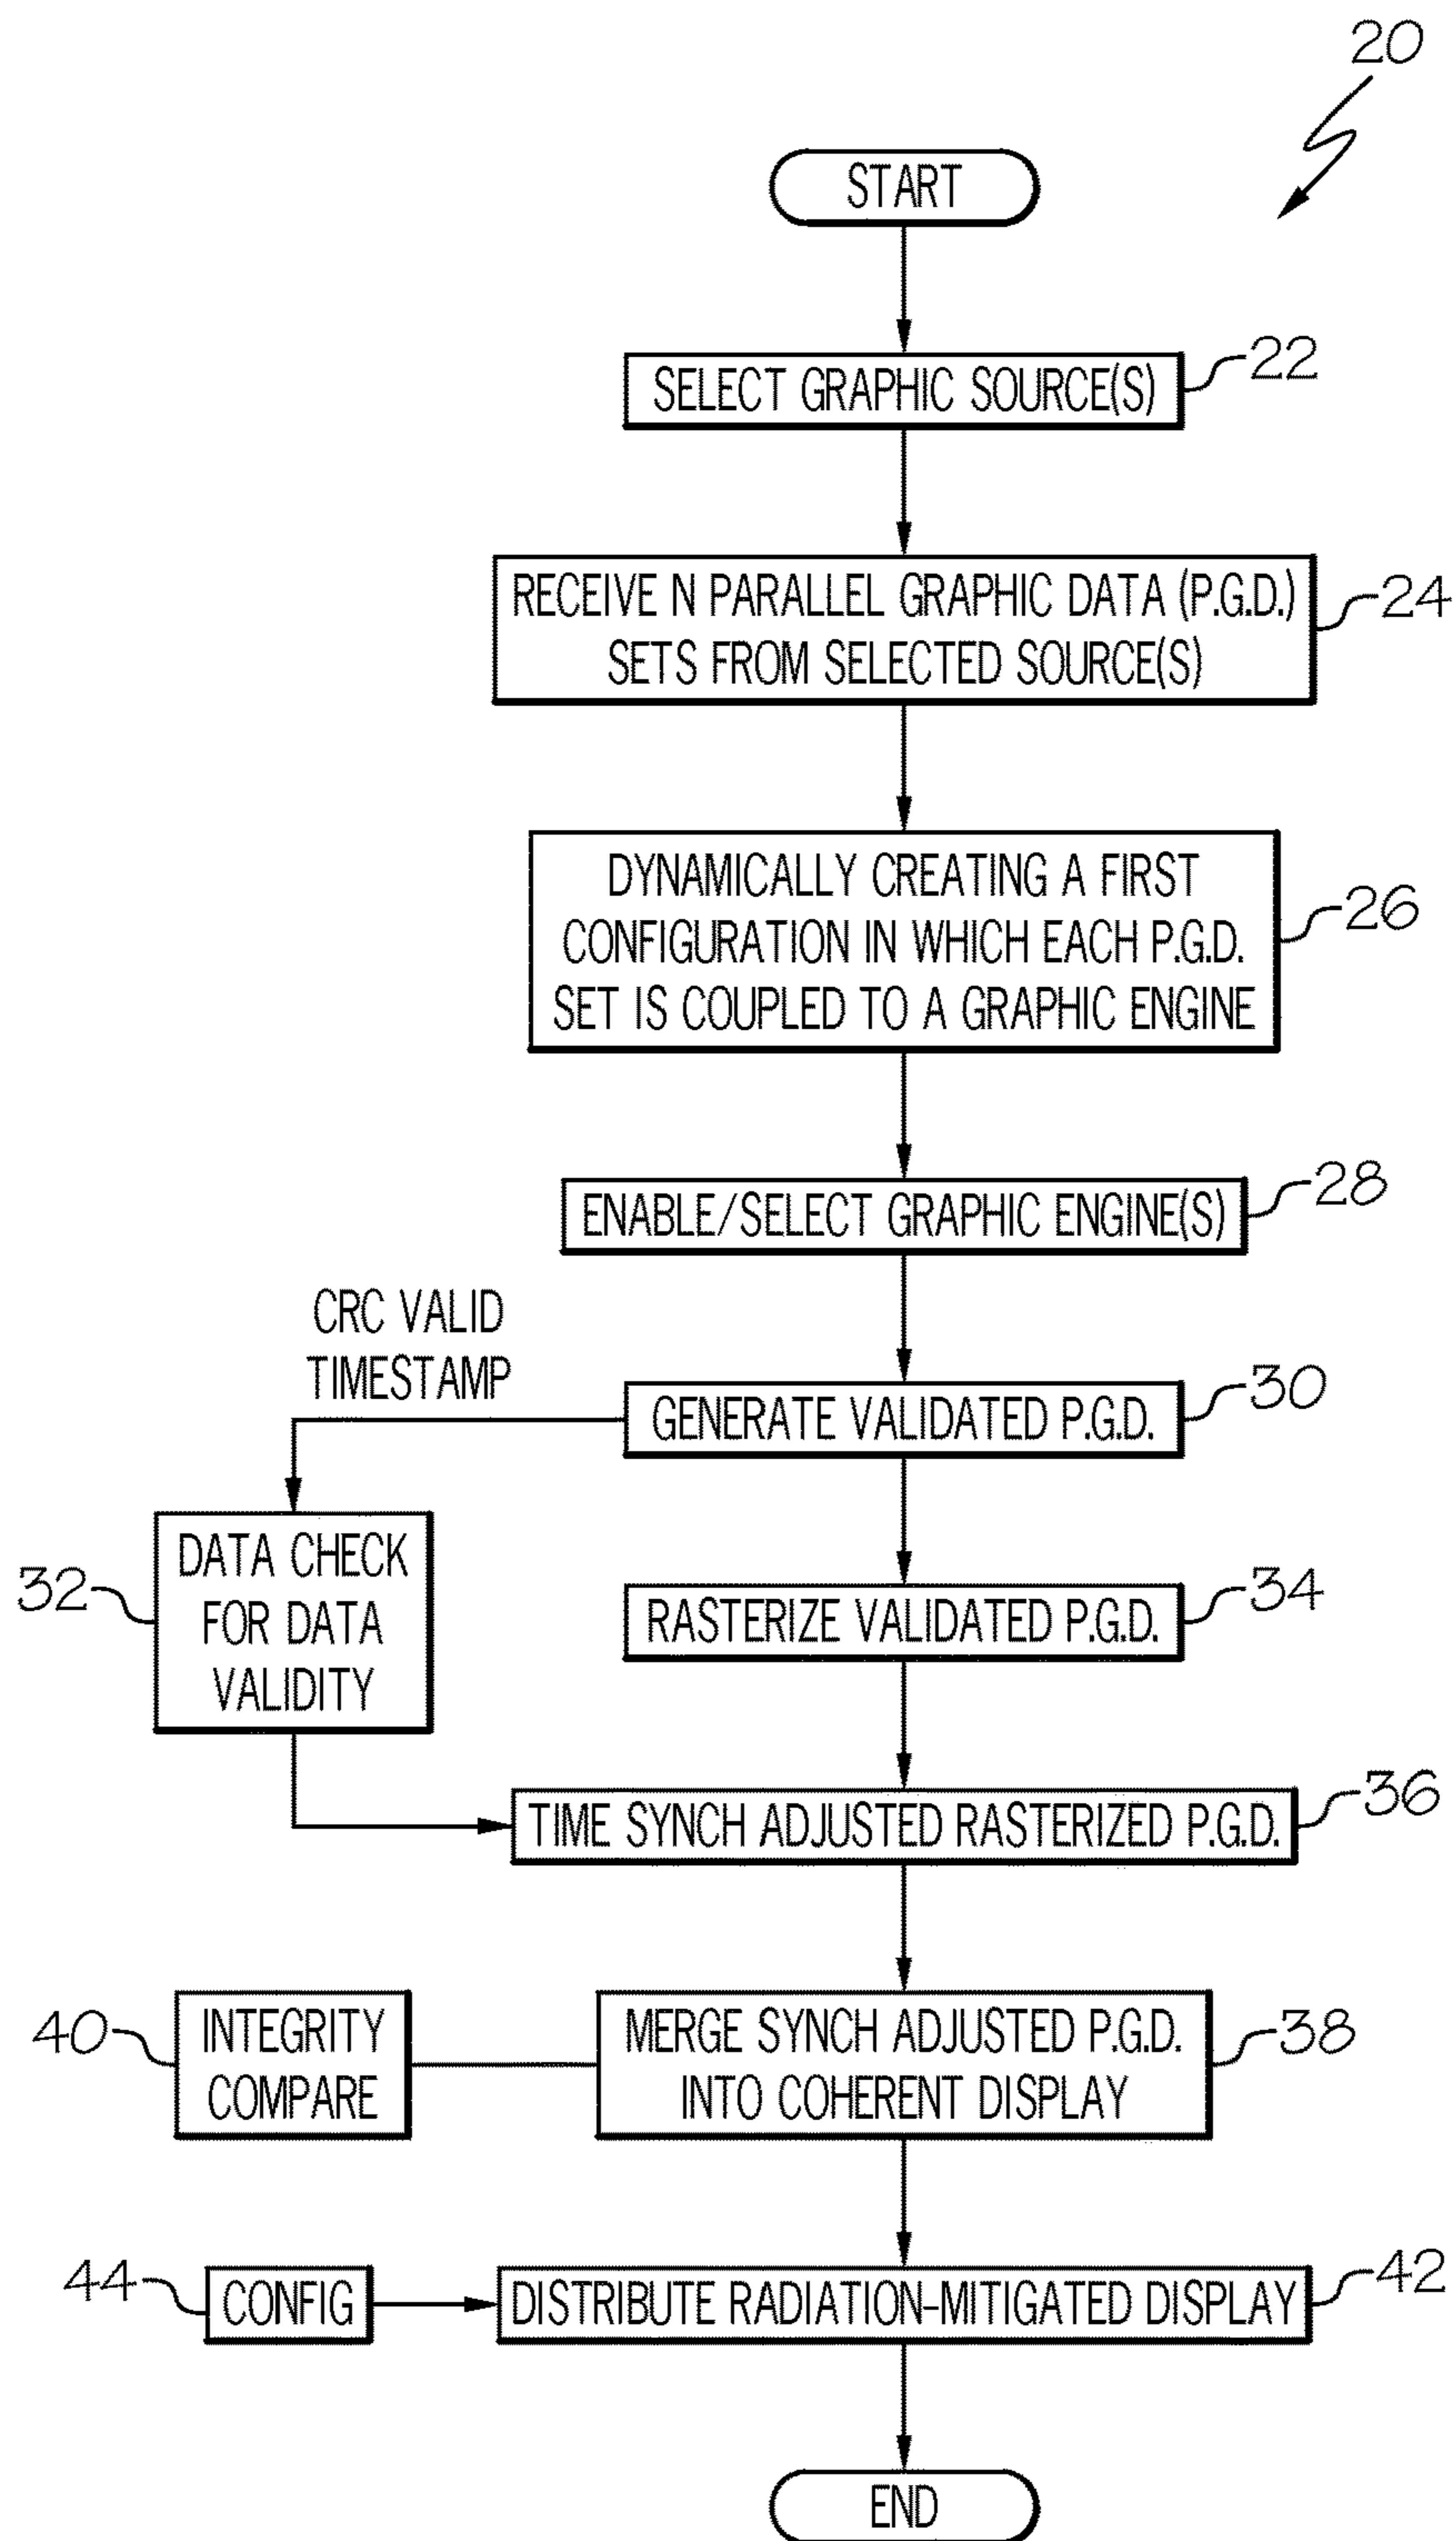 20
START
SELECT GRAPHIC SOURCE(S)
22
RECEIVE N PARALLEL GRAPHIC DATA (P.G.D.)
SETS FROM SELECTED SOURCE(S)
24
DYNAMICALLY CREATING A FIRST
CONFIGURATION IN WHICH EACH P.G.D.
SET IS COUPLED TO A GRAPHIC ENGINE
26
ENABLE/SELECT GRAPHIC ENGINE(S)
28
CRC VALID
TIMESTAMP
GENERATE VALIDATED P.G.D.
30
32
DATA CHECK
FOR DATA
VALIDITY
RASTERIZE VALIDATED P.G.D.
34
TIME SYNCH ADJUSTED RASTERIZED P.G.D.
36
40
INTEGRITY
COMPARE
MERGE SYNCH ADJUSTED P.G.D.
INTO COHERENT DISPLAY
38
44
CONFIG
DISTRIBUTE RADIATION-MITIGATED DISPLAY
42
END